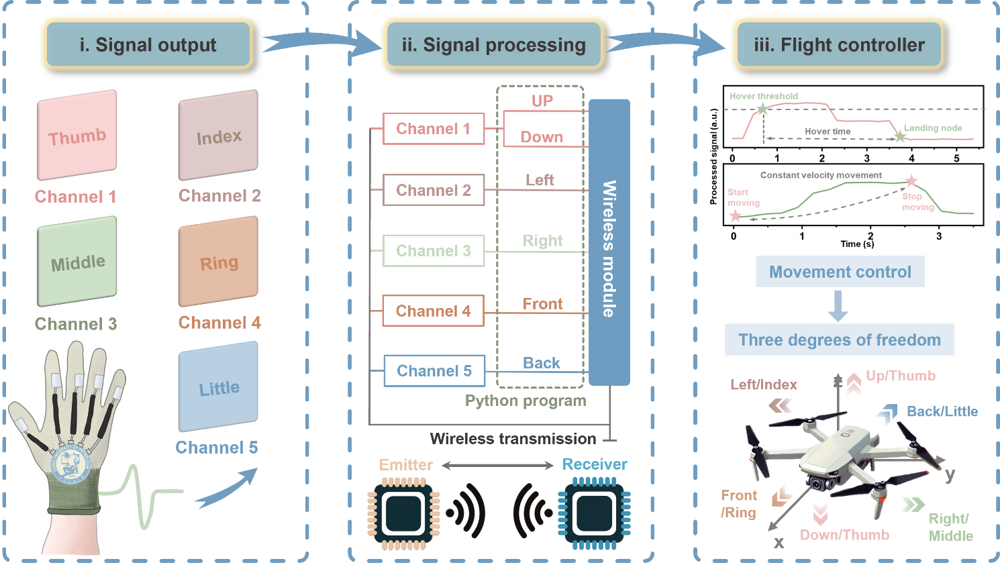 i. Signal output
Thumb
Index
Channel 1
Channel 2
Middle
Ring
Channel 3
Channel 4
Little
Channel 5
ii. Signal processing
UP
Channel 1
Down
Left
Channel 2
Right
Channel 3
Front
Channel 4
Back
Channel 5
Wireless module
Python program
Wireless transmission
Emitter
Receiver
iii. Flight controller
Processed signal (a.u.)
Hover threshold
Landing node
Hover time
0 1 2 3 4 5
Constant velocity movement
Start
moving
Stop
moving
0 1 2 3
Time (s)
Movement control
Three degrees of freedom
Up/Thumb
Left/Index
Back/Little
y
Front
/Ring
Right/
Middle
Down/Thumb
x